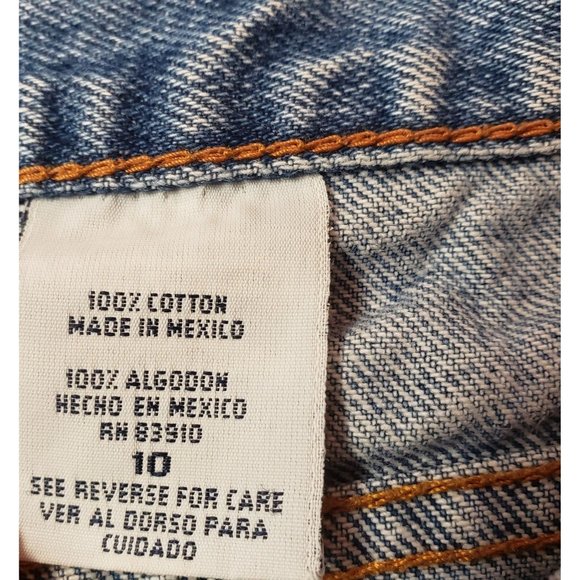 100% COTTON
MADE IN MEXICO
100% ALGODON
HECHO EN MEXICO
RN 83910
10
SEE REVERSE FOR CARE
VER AL DORSO PARA
CUIDADO